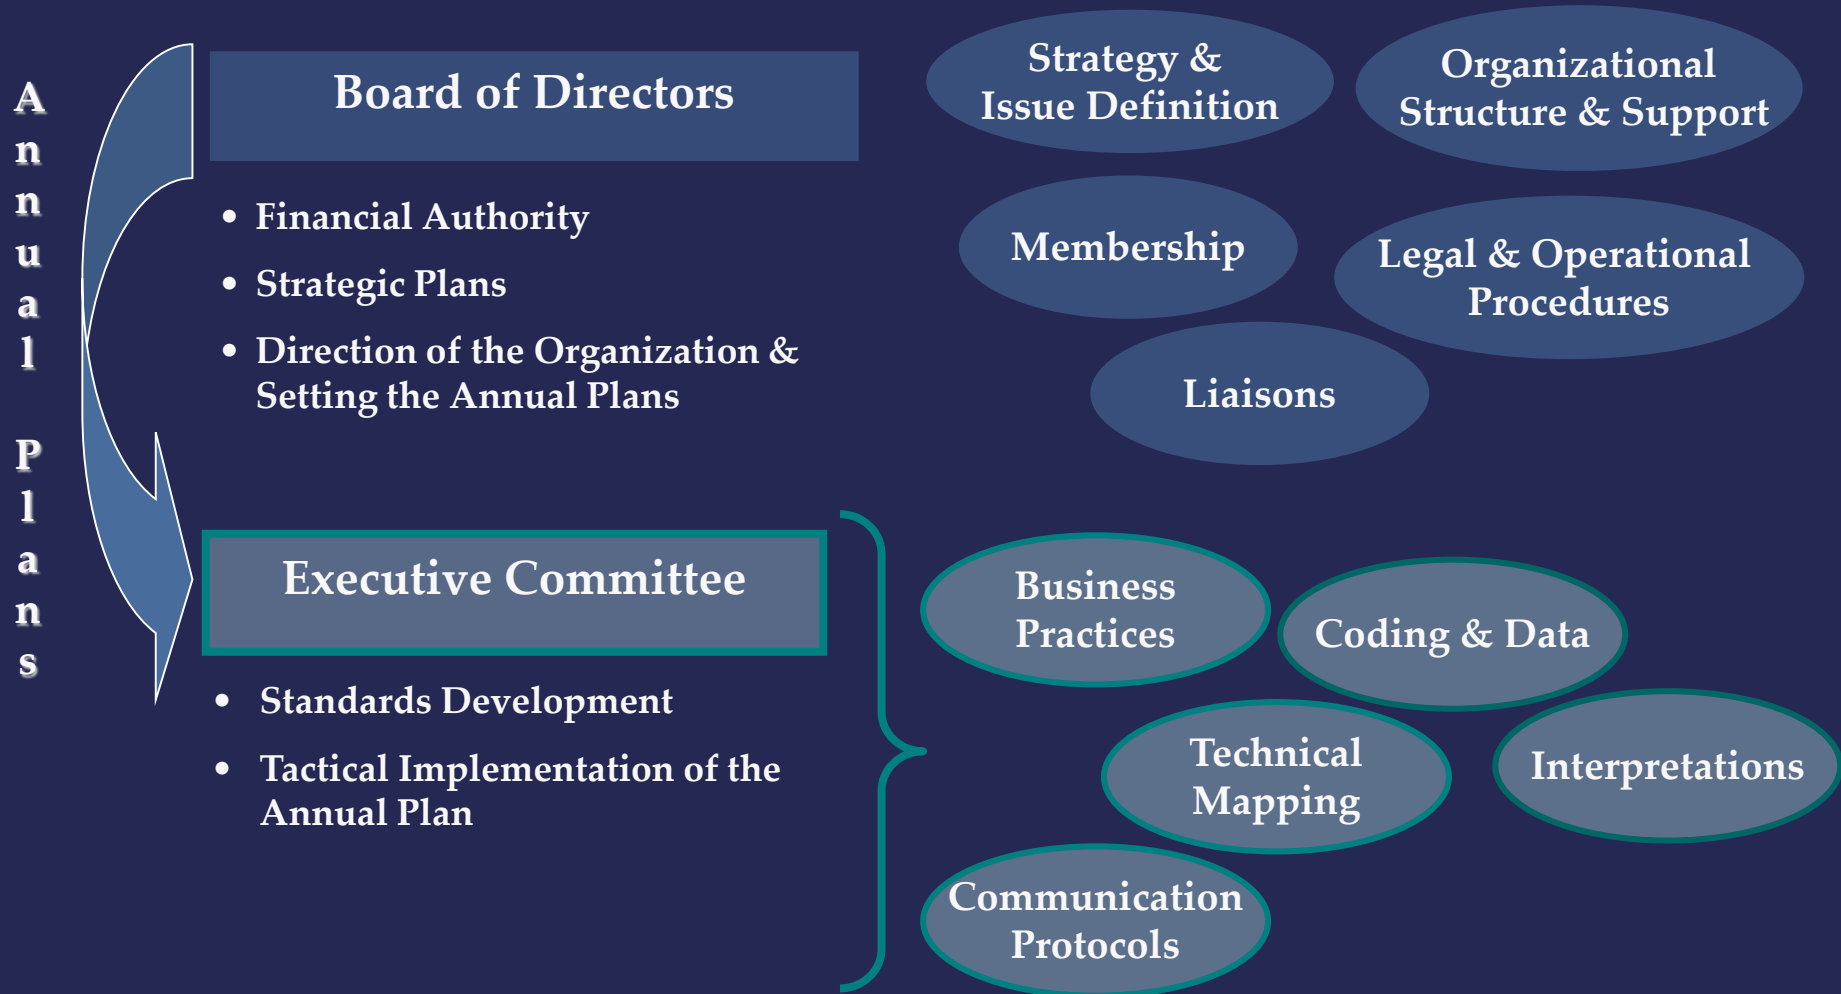 Annual Plans
Board of Directors
• Financial Authority
• Strategic Plans
• Direction of the Organization &
Setting the Annual Plans
Strategy &
Issue Definition
Organizational
Structure & Support
Membership
Legal & Operational
Procedures
Liaisons
Executive Committee
• Standards Development
• Tactical Implementation of the
Annual Plan
Business
Practices
Coding & Data
Technical
Mapping
Interpretations
Communication
Protocols